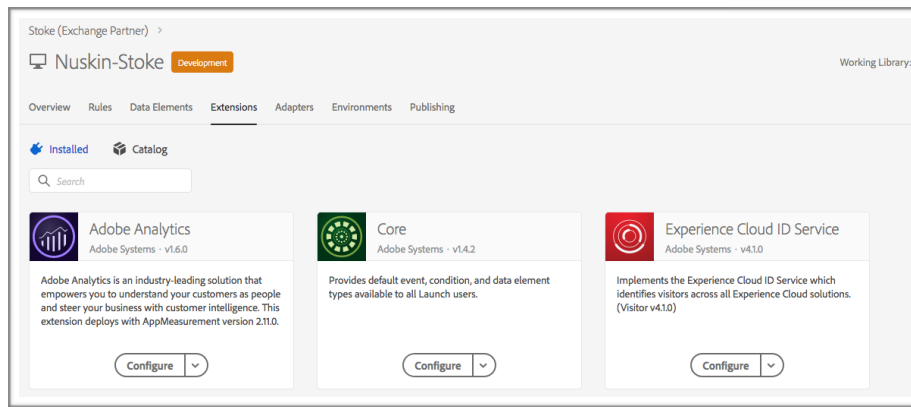 Stoke (Exchange Partner) >
Nuskin-Stoke Development
Working Library:
Overview Rules Data Elements Extensions Adapters Environments Publishing
Installed Catalog
Search
Adobe Analytics
Adobe Systems · v1.6.0
Adobe Analytics is an industry-leading solution that
empowers you to understand your customers as people
and steer your business with customer intelligence. This
extension deploys with AppMeasurement version 2.11.0.
Configure
Core
Adobe Systems · v1.4.2
Provides default event, condition, and data element
types available to all Launch users.
Configure
Experience Cloud ID Service
Adobe Systems · v4.1.0
Implements the Experience Cloud ID Service which
identifies visitors across all Experience Cloud solutions.
(Visitor v4.1.0)
Configure